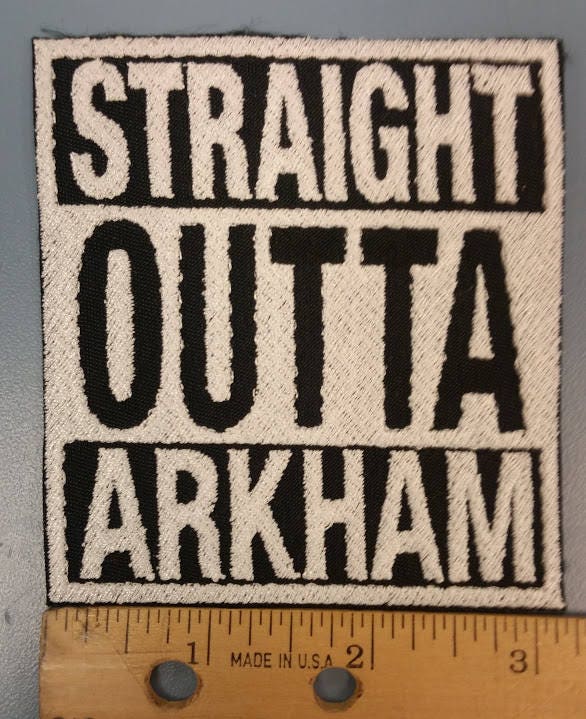 STRAIGHT
OUTTA
ARKHAM
1 MADE IN U.S.A. 2 3